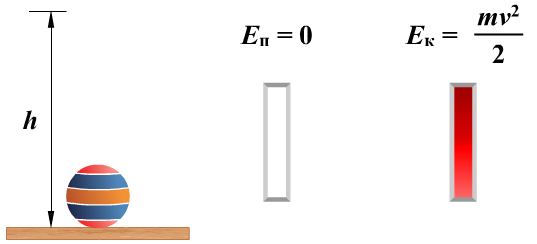 h
Eп = 0
Eк = mv²/2